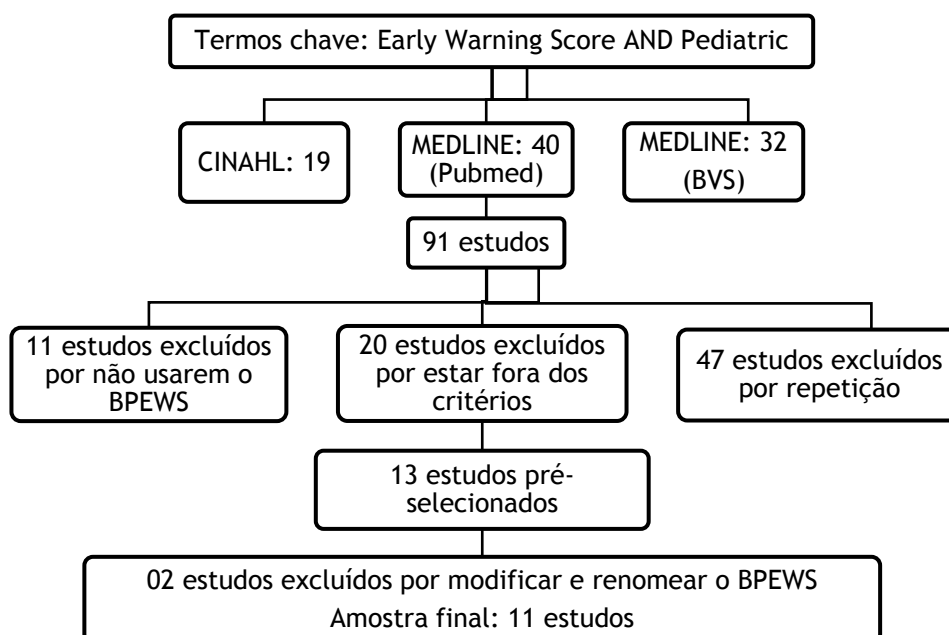 Termos chave: Early Warning Score AND Pediatric
CINAHL: 19
MEDLINE: 40
(Pubmed)
MEDLINE: 32
(BVS)
91 estudos
11 estudos excluídos
por não usarem o
BPEWS
20 estudos excluídos
por estar fora dos
critérios
47 estudos excluídos
por repetição
13 estudos pré-
selecionados
02 estudos excluídos por modificar e renomear o BPEWS
Amostra final: 11 estudos